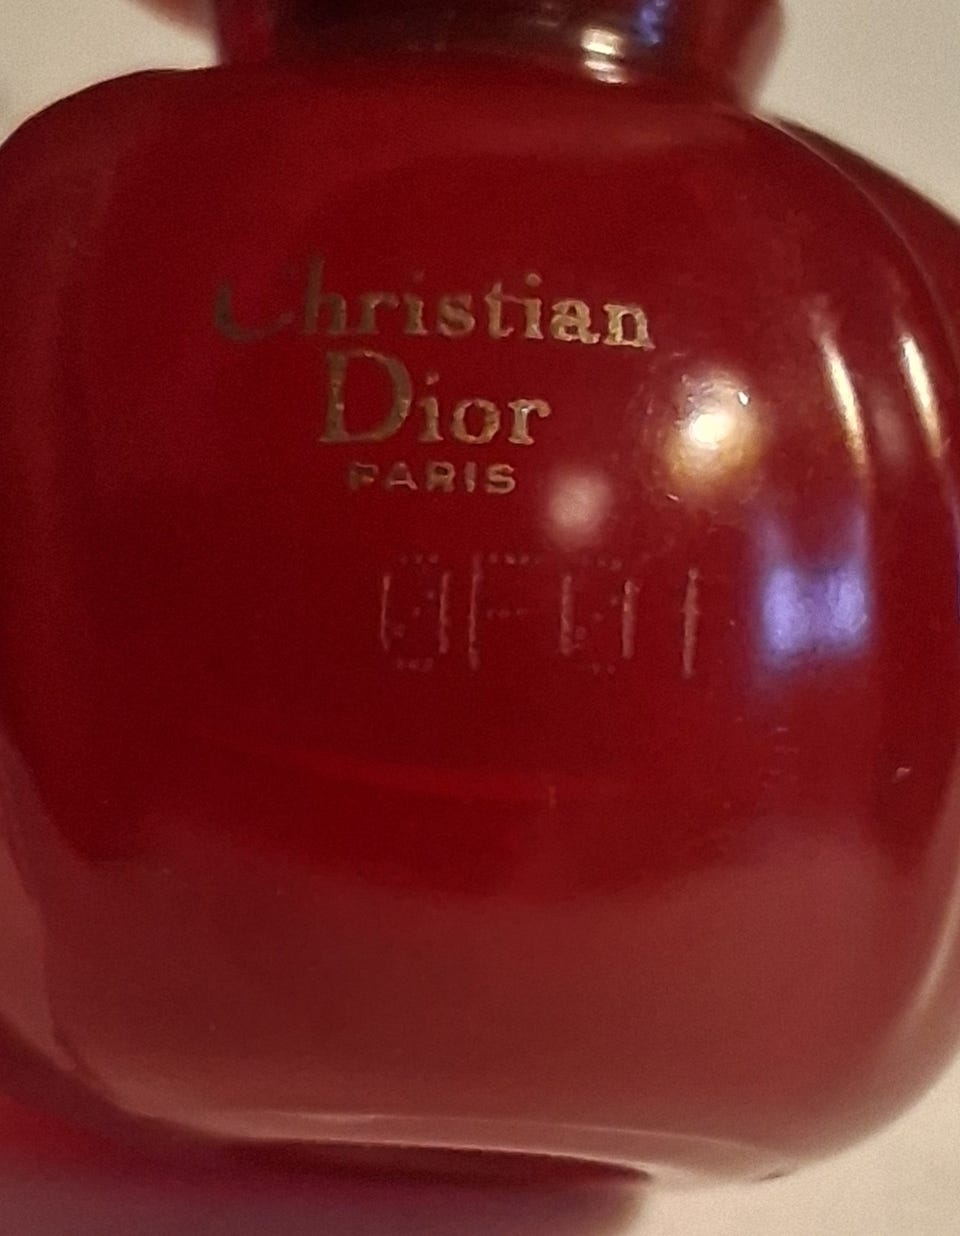 Christian
Dior
PARIS
0F01